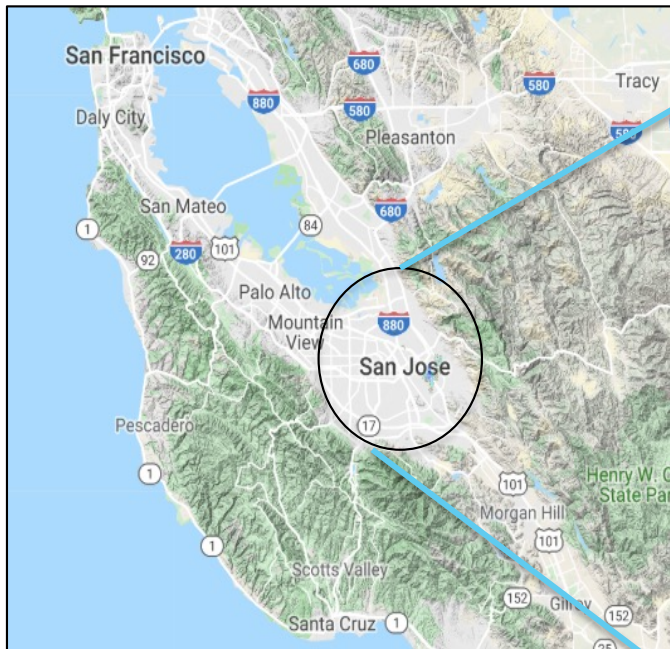 San Francisco
Daly City
680
880
580
580
Tracy
580
Pleasanton
San Mateo
680
1
84
92
280
101
Palo Alto
Mountain
View
880
San Jose
Pescadero
17
1
101
Henry W. C
State Par
Morgan Hill
101
1
Scotts Valley
152
Gilroy
152
Santa Cruz
1
25